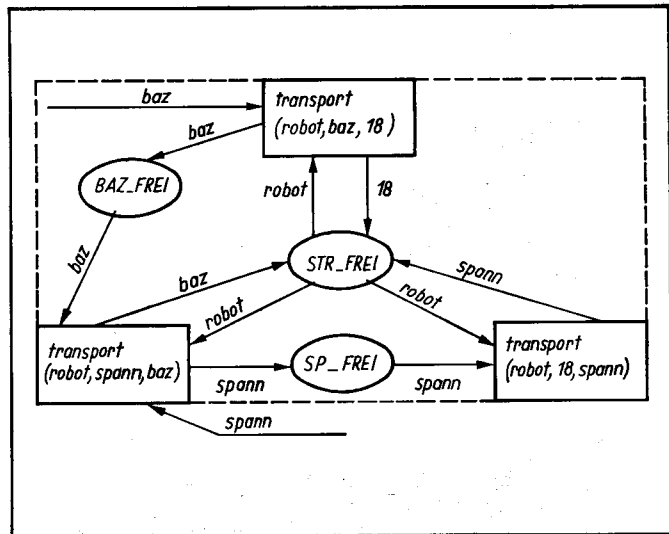 baz
transport
(robot, baz, 18)
baz
BAZ_FREI
robot
18
baz
baz
STR_FREI
spann
robot
robot
transport
(robot, spann, baz)
SP_FREI
transport
(robot, 18, spann)
spann
spann
spann